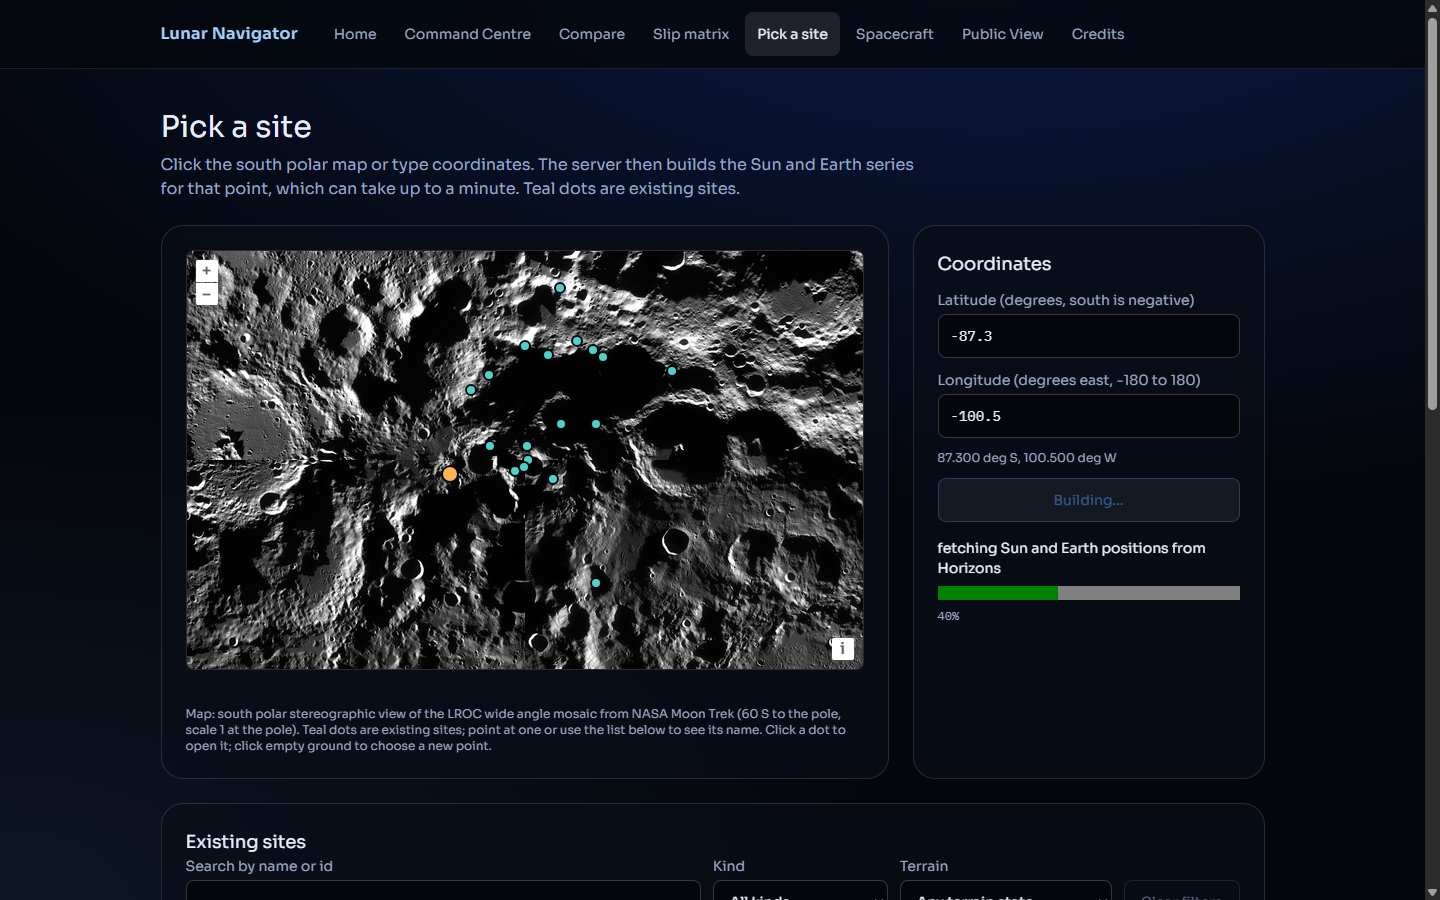 Lunar Navigator Home Command Centre Compare Slip matrix Pick a site Spacecraft Public View Credits
Pick a site
Click the south polar map or type coordinates. The server then builds the Sun and Earth series
for that point, which can take up to a minute. Teal dots are existing sites.
+
−
i
Map: south polar stereographic view of the LROC wide angle mosaic from NASA Moon Trek (60 S to the pole,
scale 1 at the pole). Teal dots are existing sites; point at one or use the list below to see its name. Click a dot to
open it; click empty ground to choose a new point.
Coordinates
Latitude (degrees, south is negative)
-87.3
Longitude (degrees east, -180 to 180)
-100.5
87.300 deg S, 100.500 deg W
Building...
fetching Sun and Earth positions from
Horizons
40%
Existing sites
Search by name or id
Kind
Terrain